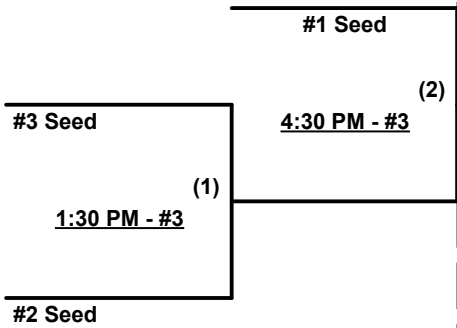 #1 Seed
(2)
#3 Seed
4:30 PM - #3
(1)
1:30 PM - #3
#2 Seed